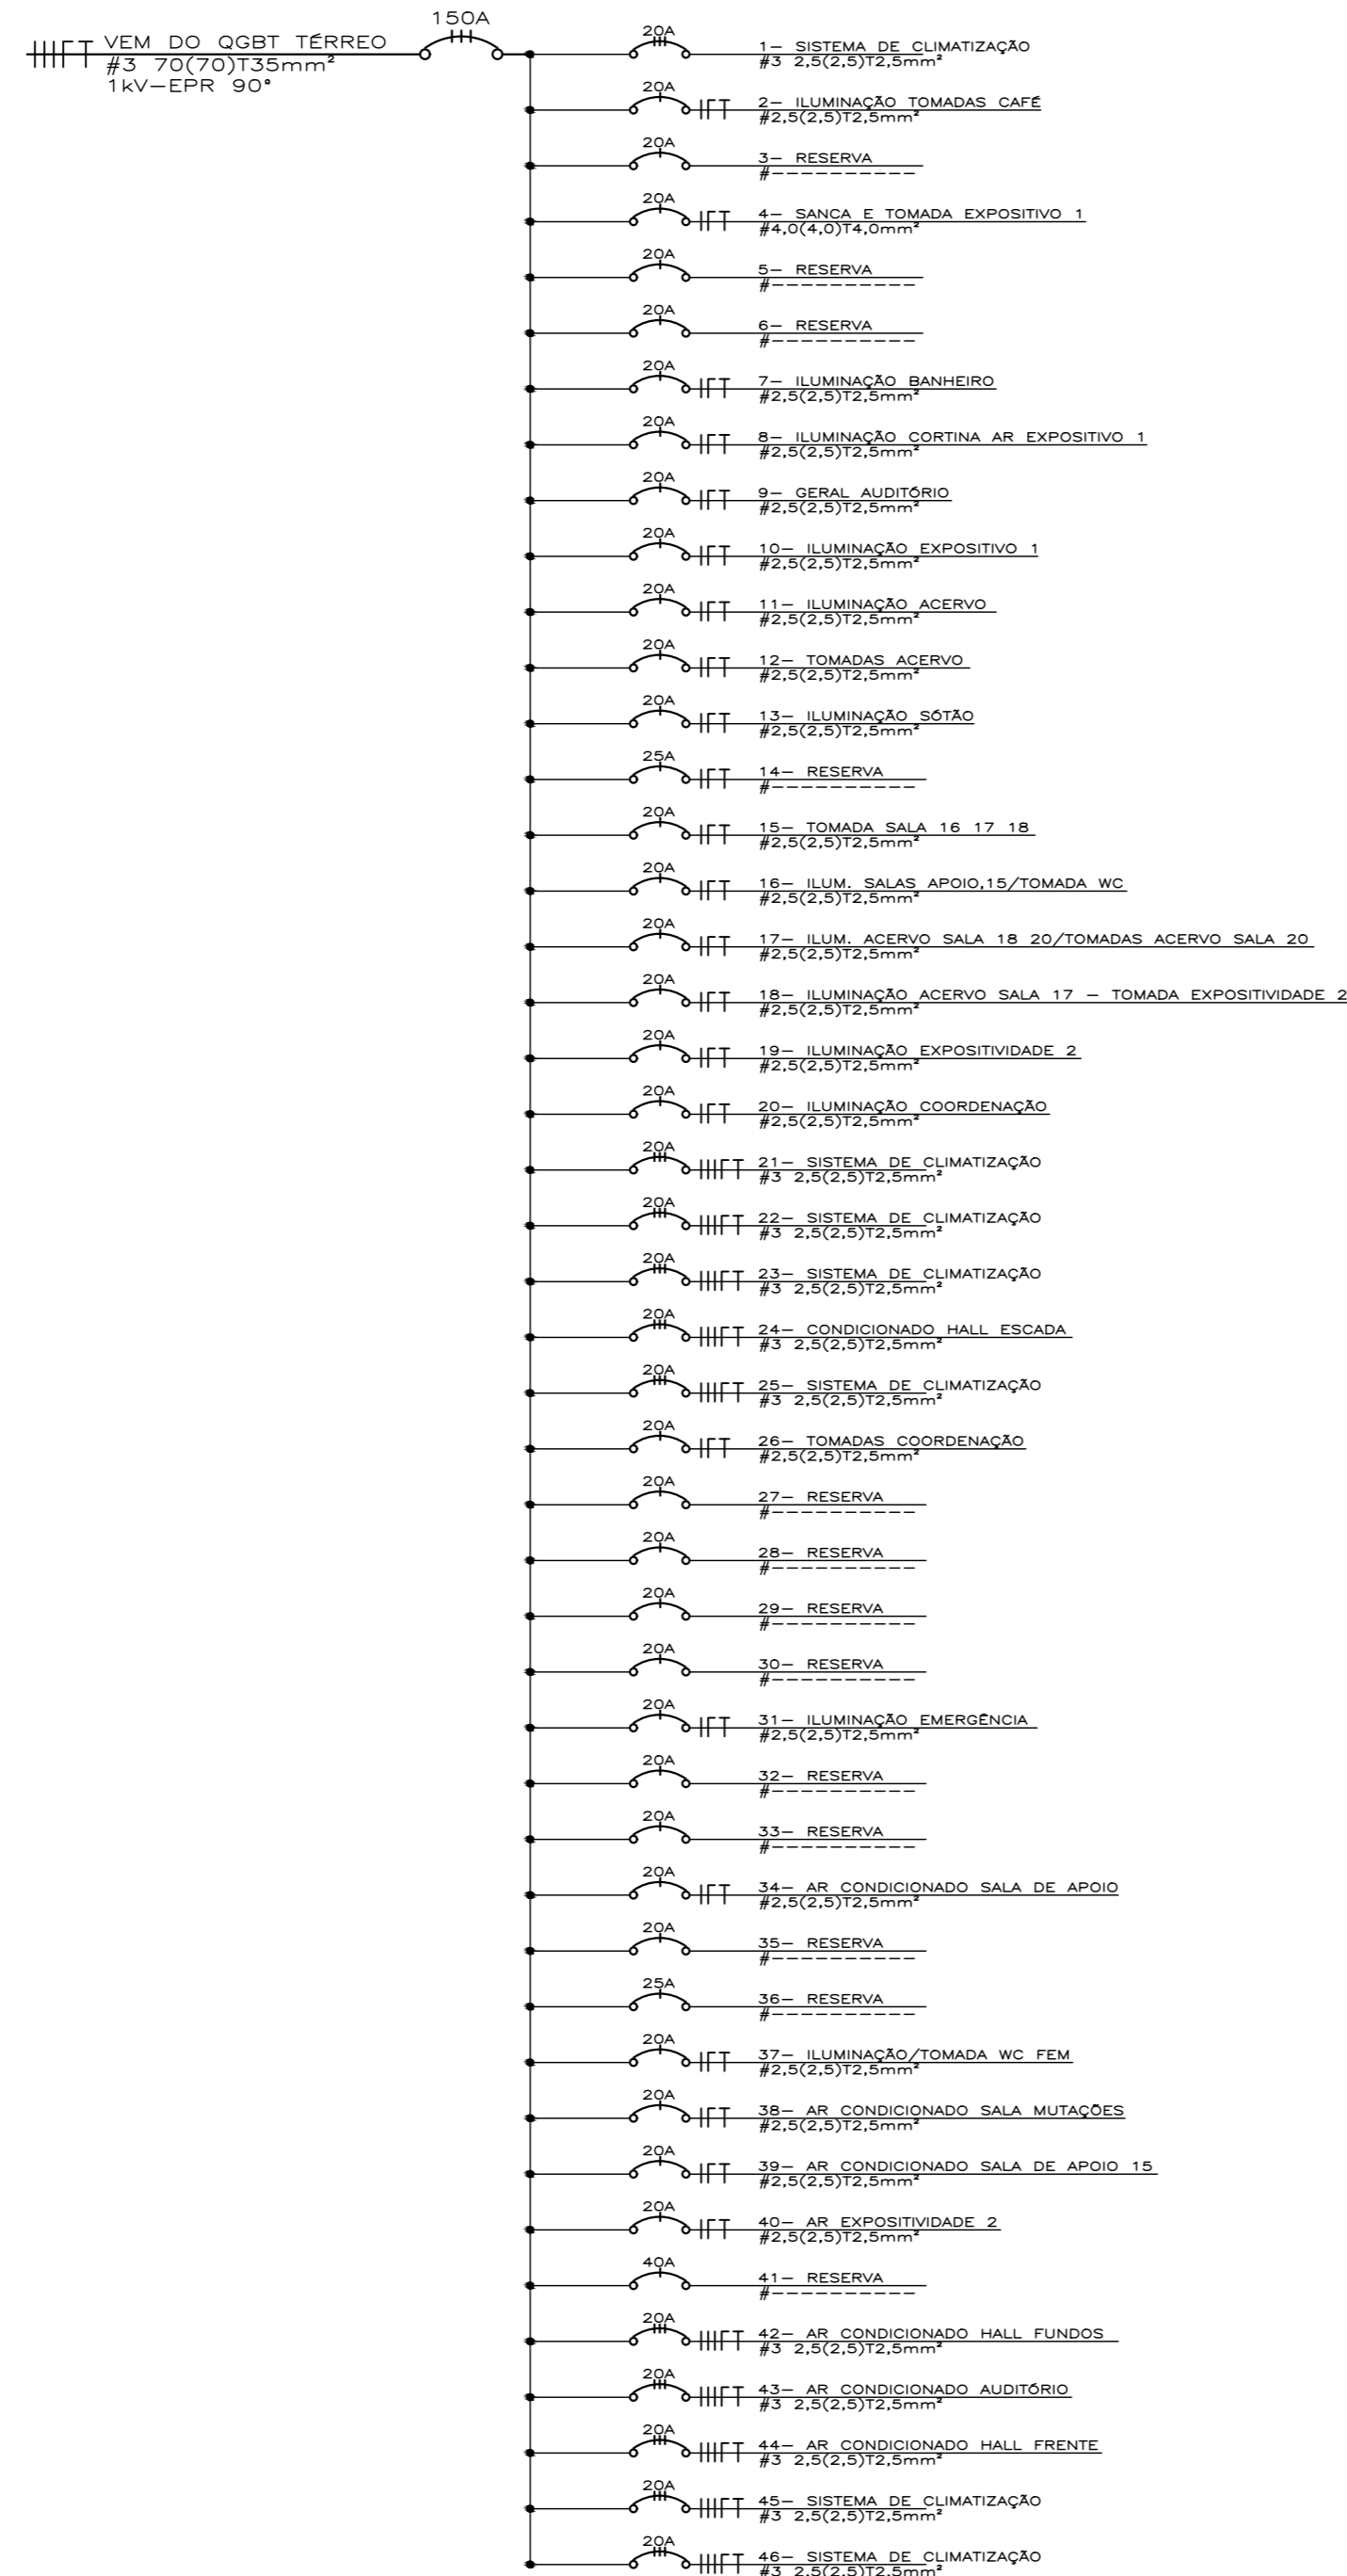 150A
VEM DO QGBT TÉRREO
#3 70(70)T35mm²
1kV-EPR 90°
20A
1- SISTEMA DE CLIMATIZAÇÃO
#3 2,5(2,5)T2,5mm²
20A
2- ILUMINAÇÃO TOMADAS CAFÉ
#2,5(2,5)T2,5mm²
20A
3- RESERVA
#----------
20A
4- SANCA E TOMADA EXPOSITIVO 1
#4,0(4,0)T4,0mm²
20A
5- RESERVA
#----------
20A
6- RESERVA
#----------
20A
7- ILUMINAÇÃO BANHEIRO
#2,5(2,5)T2,5mm²
20A
8- ILUMINAÇÃO CORTINA AR EXPOSITIVO 1
#2,5(2,5)T2,5mm²
20A
9- GERAL AUDITÓRIO
#2,5(2,5)T2,5mm²
20A
10- ILUMINAÇÃO EXPOSITIVO 1
#2,5(2,5)T2,5mm²
20A
11- ILUMINAÇÃO ACERVO
#2,5(2,5)T2,5mm²
20A
12- TOMADAS ACERVO
#2,5(2,5)T2,5mm²
20A
13- ILUMINAÇÃO SÓTÃO
#2,5(2,5)T2,5mm²
25A
14- RESERVA
#----------
20A
15- TOMADA SALA 16 17 18
#2,5(2,5)T2,5mm²
20A
16- ILUM. SALAS APOIO,15/TOMADA WC
#2,5(2,5)T2,5mm²
20A
17- ILUM. ACERVO SALA 18 20/TOMADAS ACERVO SALA 20
#2,5(2,5)T2,5mm²
20A
18- ILUMINAÇÃO ACERVO SALA 17 - TOMADA EXPOSITIVIDADE 2
#2,5(2,5)T2,5mm²
20A
19- ILUMINAÇÃO EXPOSITIVIDADE 2
#2,5(2,5)T2,5mm²
20A
20- ILUMINAÇÃO COORDENAÇÃO
#2,5(2,5)T2,5mm²
20A
21- SISTEMA DE CLIMATIZAÇÃO
#3 2,5(2,5)T2,5mm²
20A
22- SISTEMA DE CLIMATIZAÇÃO
#3 2,5(2,5)T2,5mm²
20A
23- SISTEMA DE CLIMATIZAÇÃO
#3 2,5(2,5)T2,5mm²
20A
24- CONDICIONADO HALL ESCADA
#3 2,5(2,5)T2,5mm²
20A
25- SISTEMA DE CLIMATIZAÇÃO
#3 2,5(2,5)T2,5mm²
20A
26- TOMADAS COORDENAÇÃO
#2,5(2,5)T2,5mm²
20A
27- RESERVA
#----------
20A
28- RESERVA
#----------
20A
29- RESERVA
#----------
20A
30- RESERVA
#----------
20A
31- ILUMINAÇÃO EMERGÊNCIA
#2,5(2,5)T2,5mm²
20A
32- RESERVA
#----------
20A
33- RESERVA
#----------
20A
34- AR CONDICIONADO SALA DE APOIO
#2,5(2,5)T2,5mm²
20A
35- RESERVA
#----------
25A
36- RESERVA
#----------
20A
37- ILUMINAÇÃO/TOMADA WC FEM
#2,5(2,5)T2,5mm²
20A
38- AR CONDICIONADO SALA MUTAÇÕES
#2,5(2,5)T2,5mm²
20A
39- AR CONDICIONADO SALA DE APOIO 15
#2,5(2,5)T2,5mm²
20A
40- AR EXPOSITIVIDADE 2
#2,5(2,5)T2,5mm²
40A
41- RESERVA
#----------
20A
42- AR CONDICIONADO HALL FUNDOS
#3 2,5(2,5)T2,5mm²
20A
43- AR CONDICIONADO AUDITÓRIO
#3 2,5(2,5)T2,5mm²
20A
44- AR CONDICIONADO HALL FRENTE
#3 2,5(2,5)T2,5mm²
20A
45- SISTEMA DE CLIMATIZAÇÃO
#3 2,5(2,5)T2,5mm²
20A
46- SISTEMA DE CLIMATIZAÇÃO
#3 2,5(2,5)T2,5mm²